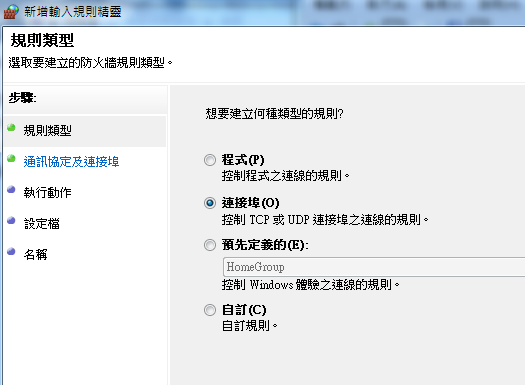 新增輸入規則精靈
規則類型
選取要建立的防火牆規則類型。
步驟:
規則類型
通訊協定及連接埠
執行動作
設定檔
名稱
想要建立何種類型的規則?
程式(P)
控制程式之連線的規則。
連接埠(O)
控制 TCP 或 UDP 連接埠之連線的規則。
預先定義的(E):
HomeGroup
控制 Windows 體驗之連線的規則。
自訂(C)
自訂規則。